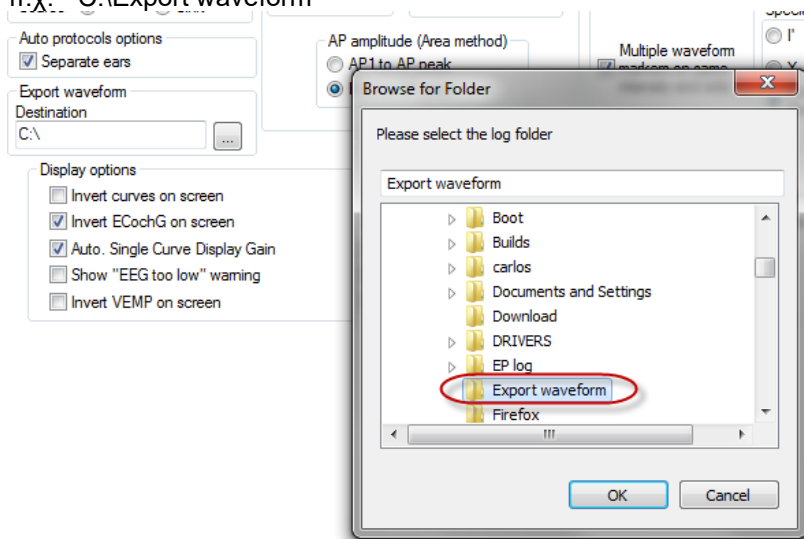 C:\Export waveform
Auto protocols options
Separate ears
Export waveform
Destination
C:\
...
AP amplitude (Area method)
AP1 to AP peak
Multiple waveform
Display options
Invert curves on screen
Invert ECochG on screen
Auto. Single Curve Display Gain
Show "EEG too low" warning
Invert VEMP on screen
Browse for Folder
Please select the log folder
Export waveform
Boot
Builds
carlos
Documents and Settings
Download
DRIVERS
EP log
Export waveform
Firefox
OK
Cancel